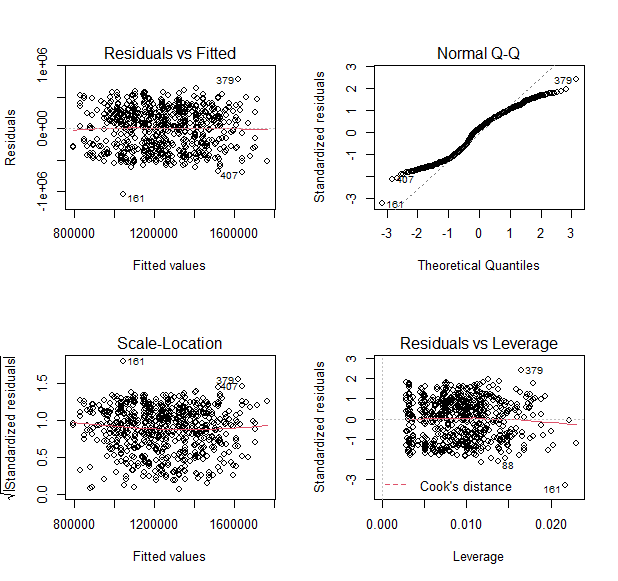 Residuals vs Fitted
Residuals
1e+06
0e+00
-1e+06
379
407
161
800000 1200000 1600000
Fitted values
Normal Q-Q
Standardized residuals
3
2
1
0
-1
-3
379
407
161
-3 -2 -1 0 1 2 3
Theoretical Quantiles
Scale-Location
√|Standardized residuals|
1.5
1.0
0.5
0.0
161
379
407
800000 1200000 1600000
Fitted values
Residuals vs Leverage
Standardized residuals
3
2
1
0
-1
-3
379
88
161
Cook's distance
0.000 0.010 0.020
Leverage